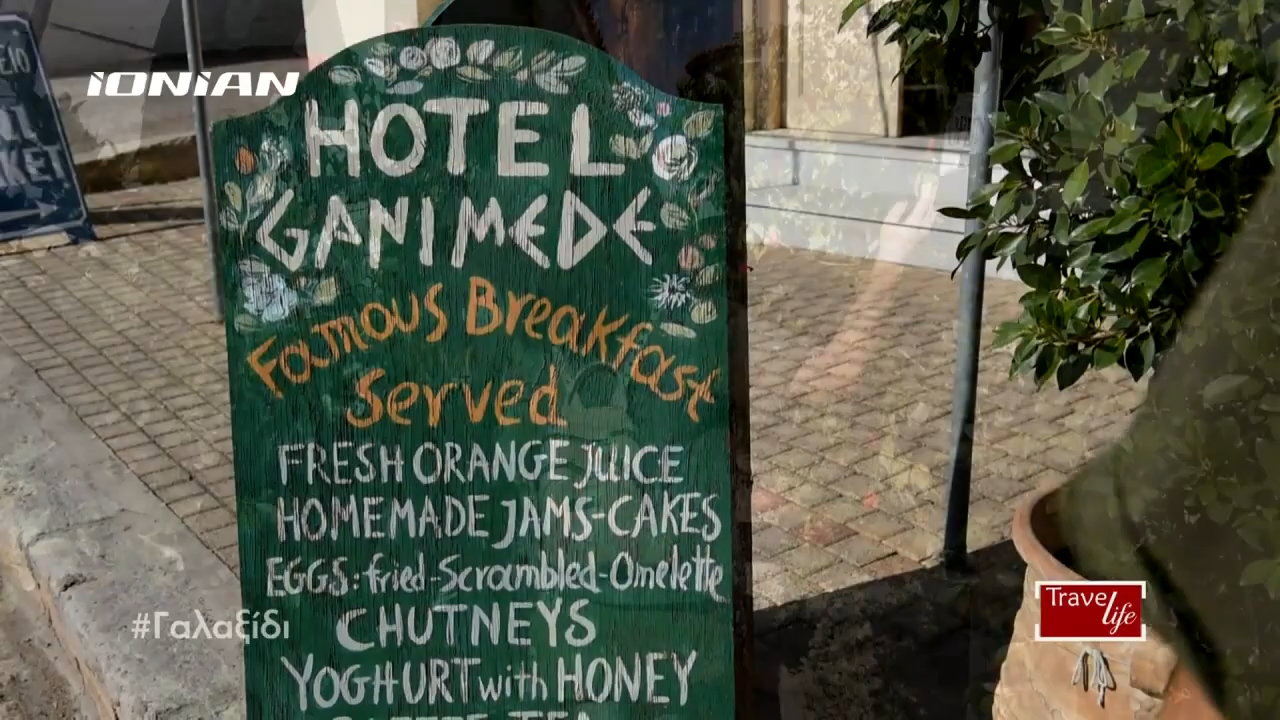 IONIAN
HOTEL
GANIMEDE
Famous Breakfast
Served
FRESH ORANGE JUICE
HOMEMADE JAMS-CAKES
EGGS: fried-Scrambled-Omelette
CHUTNEYS
YOGHURT with HONEY
#Γαλαξίδι
Travel
life